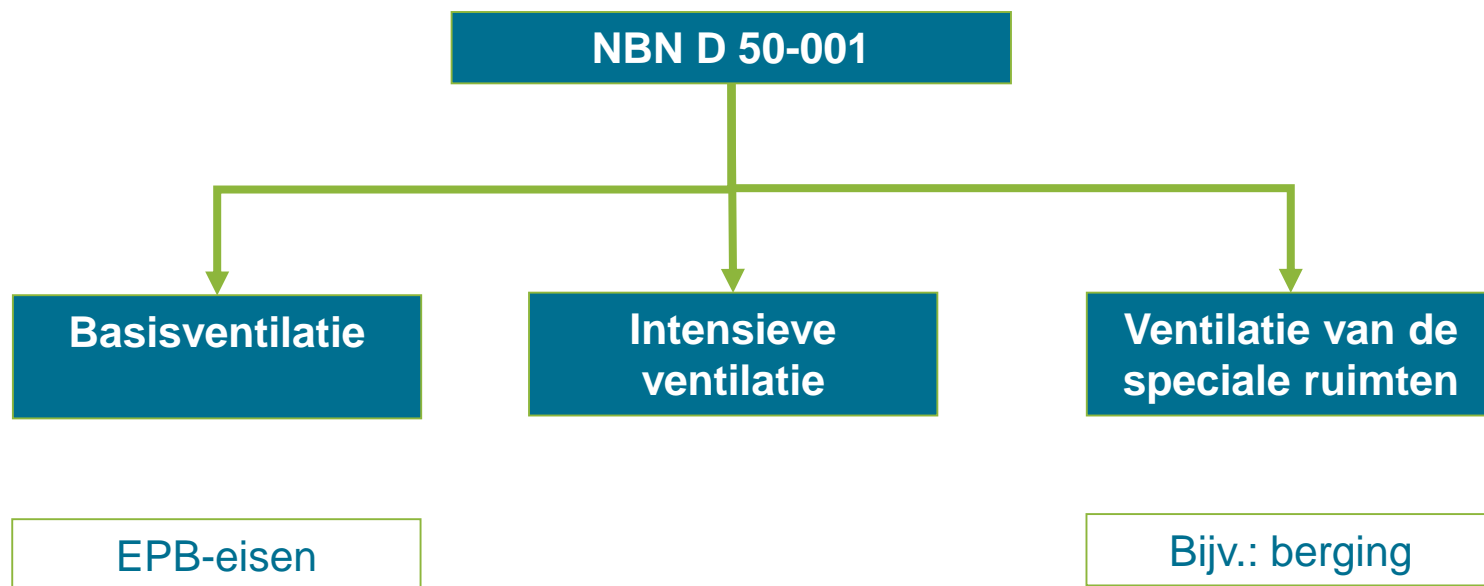 NBN D 50-001
Basisventilatie
Intensieve
ventilatie
Ventilatie van de
speciale ruimten
EPB-eisen
Bijv.: berging